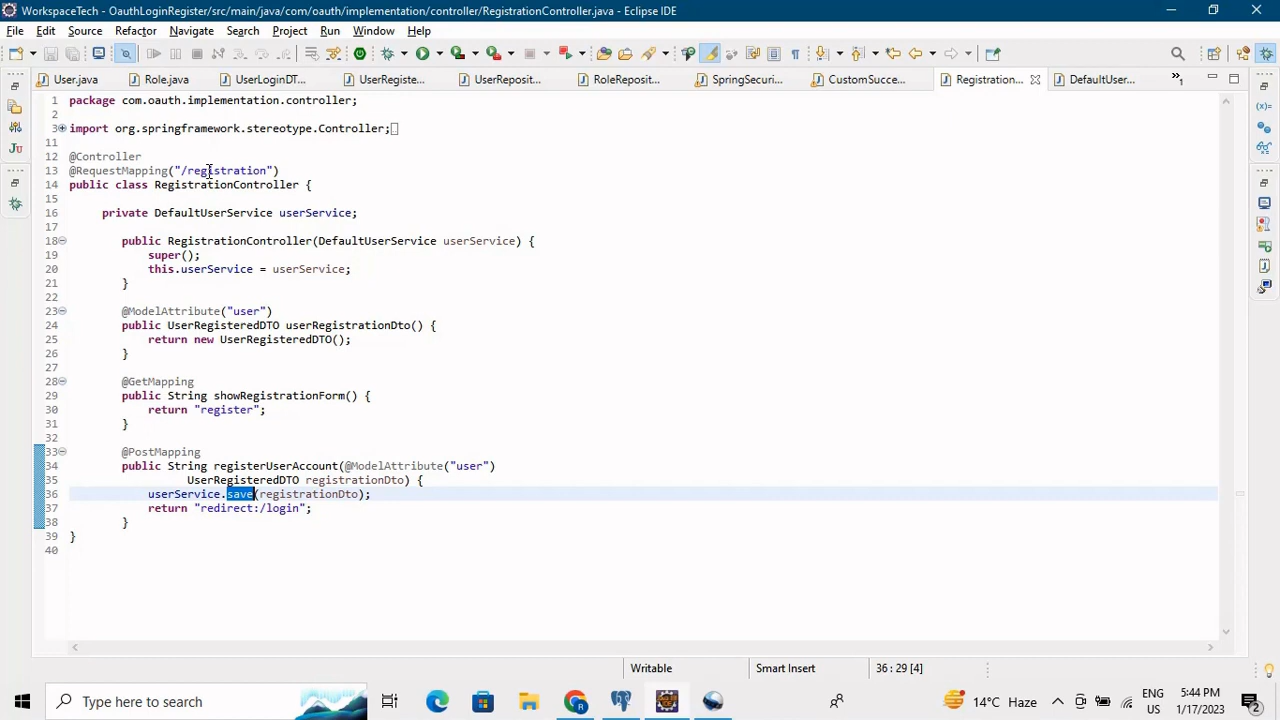 WorkspaceTech - OauthLoginRegister/src/main/java/com/oauth/implementation/controller/RegistrationController.java - Eclipse IDE
File Edit Source Refactor Navigate Search Project Run Window Help
User.java Role.java UserLoginDT... UserRegiste... UserReposit... RoleReposit... SpringSecuri... CustomSucce... Registration... DefaultUser... 1
1 package com.oauth.implementation.controller;
2
3 import org.springframework.stereotype.Controller;
11
12 @Controller
13 @RequestMapping("/registration")
14 public class RegistrationController {
15
16 private DefaultUserService userService;
17
18 public RegistrationController(DefaultUserService userService) {
19 super();
20 this.userService = userService;
21 }
22
23 @ModelAttribute("user")
24 public UserRegisteredDTO userRegistrationDto() {
25 return new UserRegisteredDTO();
26 }
27
28 @GetMapping
29 public String showRegistrationForm() {
30 return "register";
31 }
32
33 @PostMapping
34 public String registerUserAccount(@ModelAttribute("user")
35 UserRegisteredDTO registrationDto) {
36 userService.save(registrationDto);
37 return "redirect:/login";
38 }
39 }
40
Writable Smart Insert 36 : 29 [4]
Type here to search
14°C Haze
ENG
US
5:44 PM
1/17/2023
2